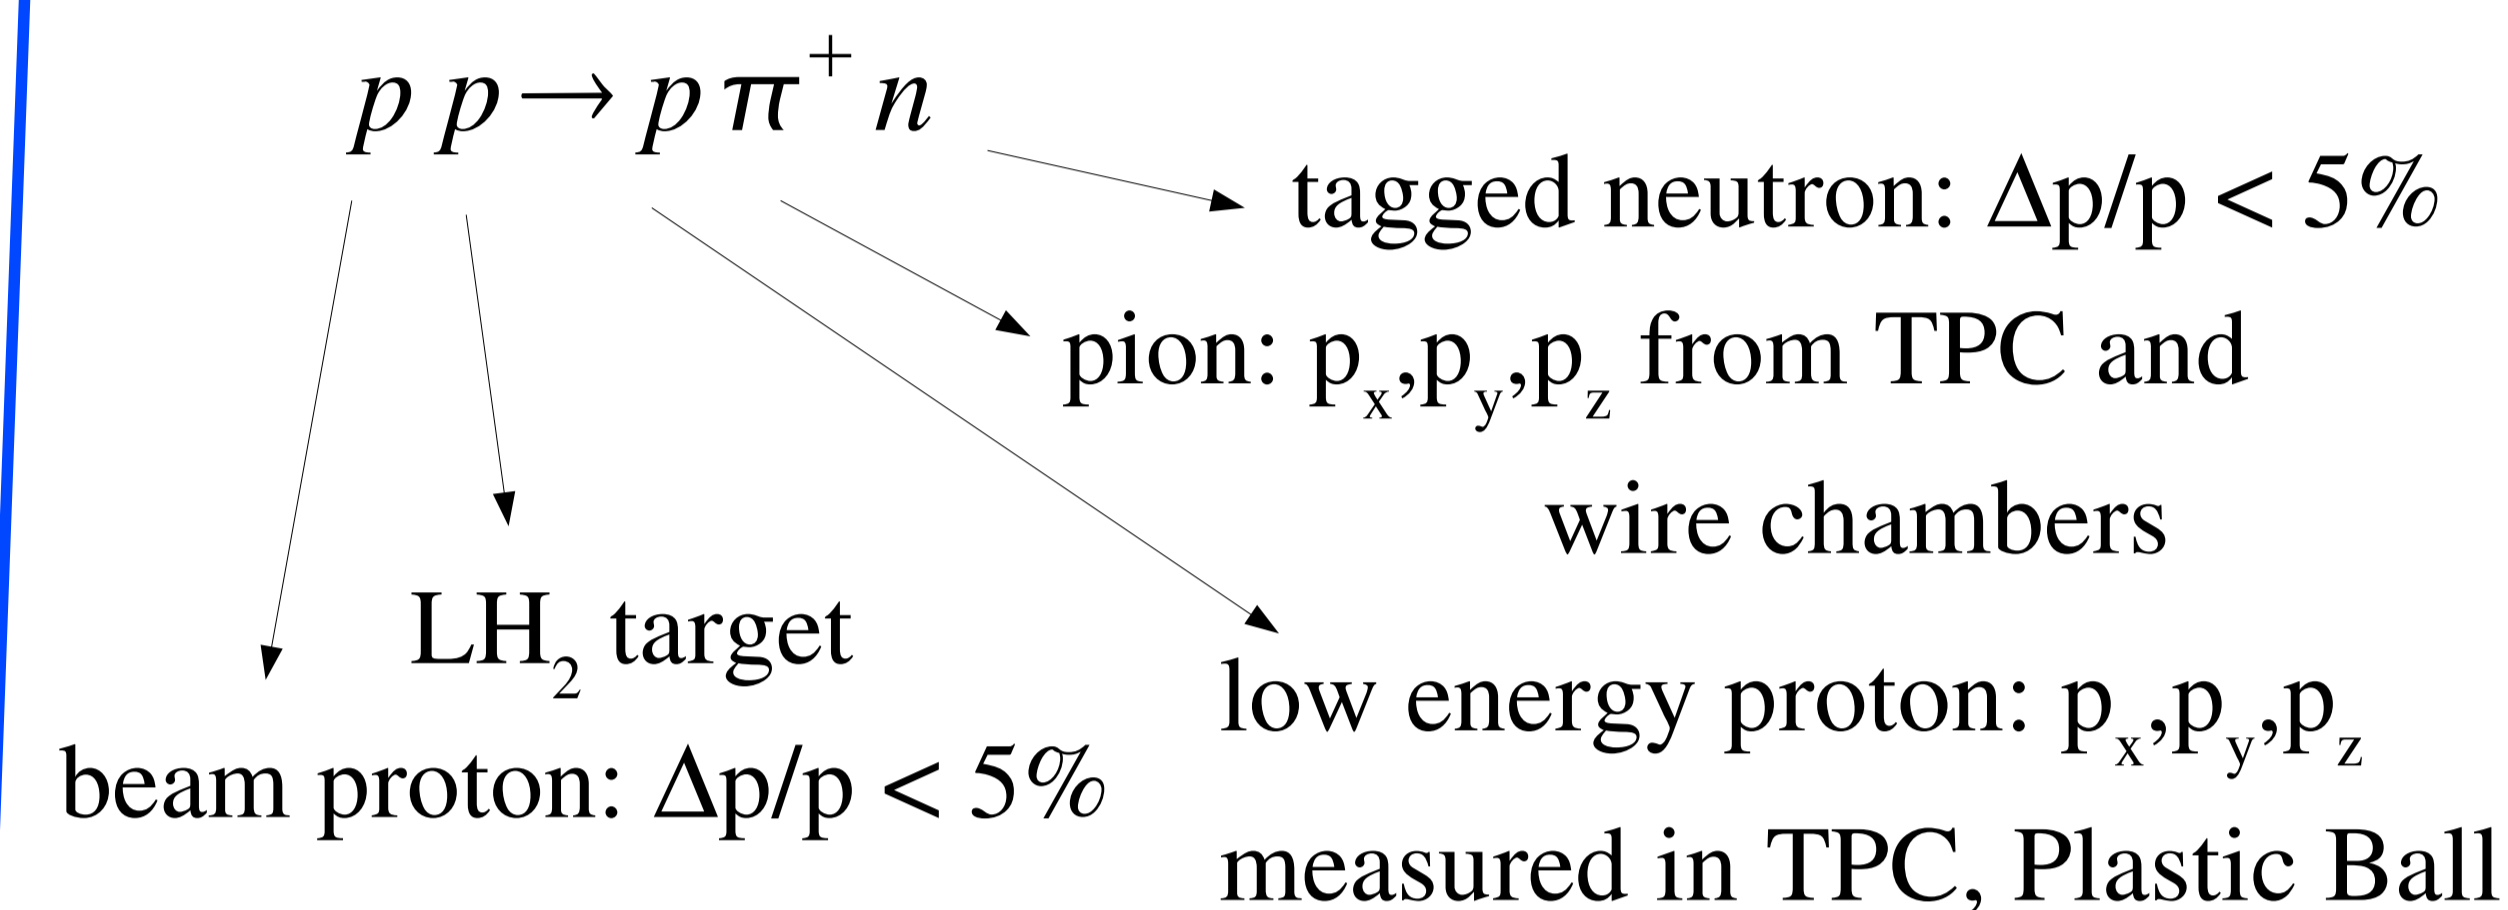 p p → p π⁺ n
tagged neutron: Δp/p < 5%
pion: pₓ,p_y,p_z from TPC and
wire chambers
LH₂ target
low energy proton: pₓ,p_y,p_z
beam proton: Δp/p < 5 %
measured in TPC, Plastic Ball